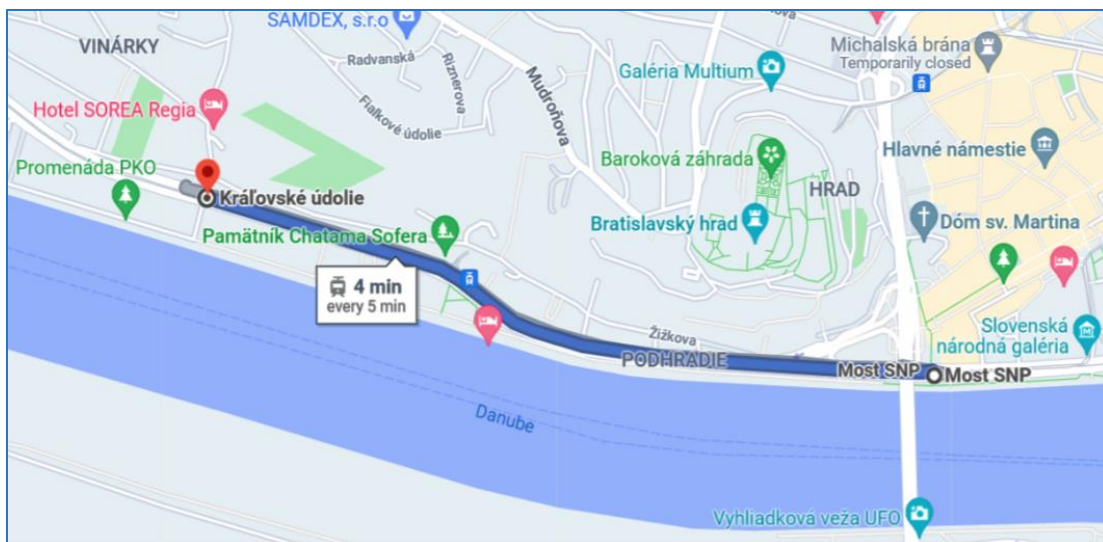 SAMDEX, s.r.o
VINÁRKY
Radvanská
Riznerova
Fialkové údolie
Mudroňova
Michalská brána
Temporarily closed
Galéria Multium
Hotel SOREA Regia
Promenáda PKO
Baroková záhrada
Hlavné námestie
HRAD
Kráľovské údolie
Pamätník Chatama Sofera
Bratislavský hrad
Dóm sv. Martina
4 min
every 5 min
Žižkova
Slovenská
národná galéria
PODHRADIE
Most SNP
Most SNP
Danube
Vyhliadková veža UFO